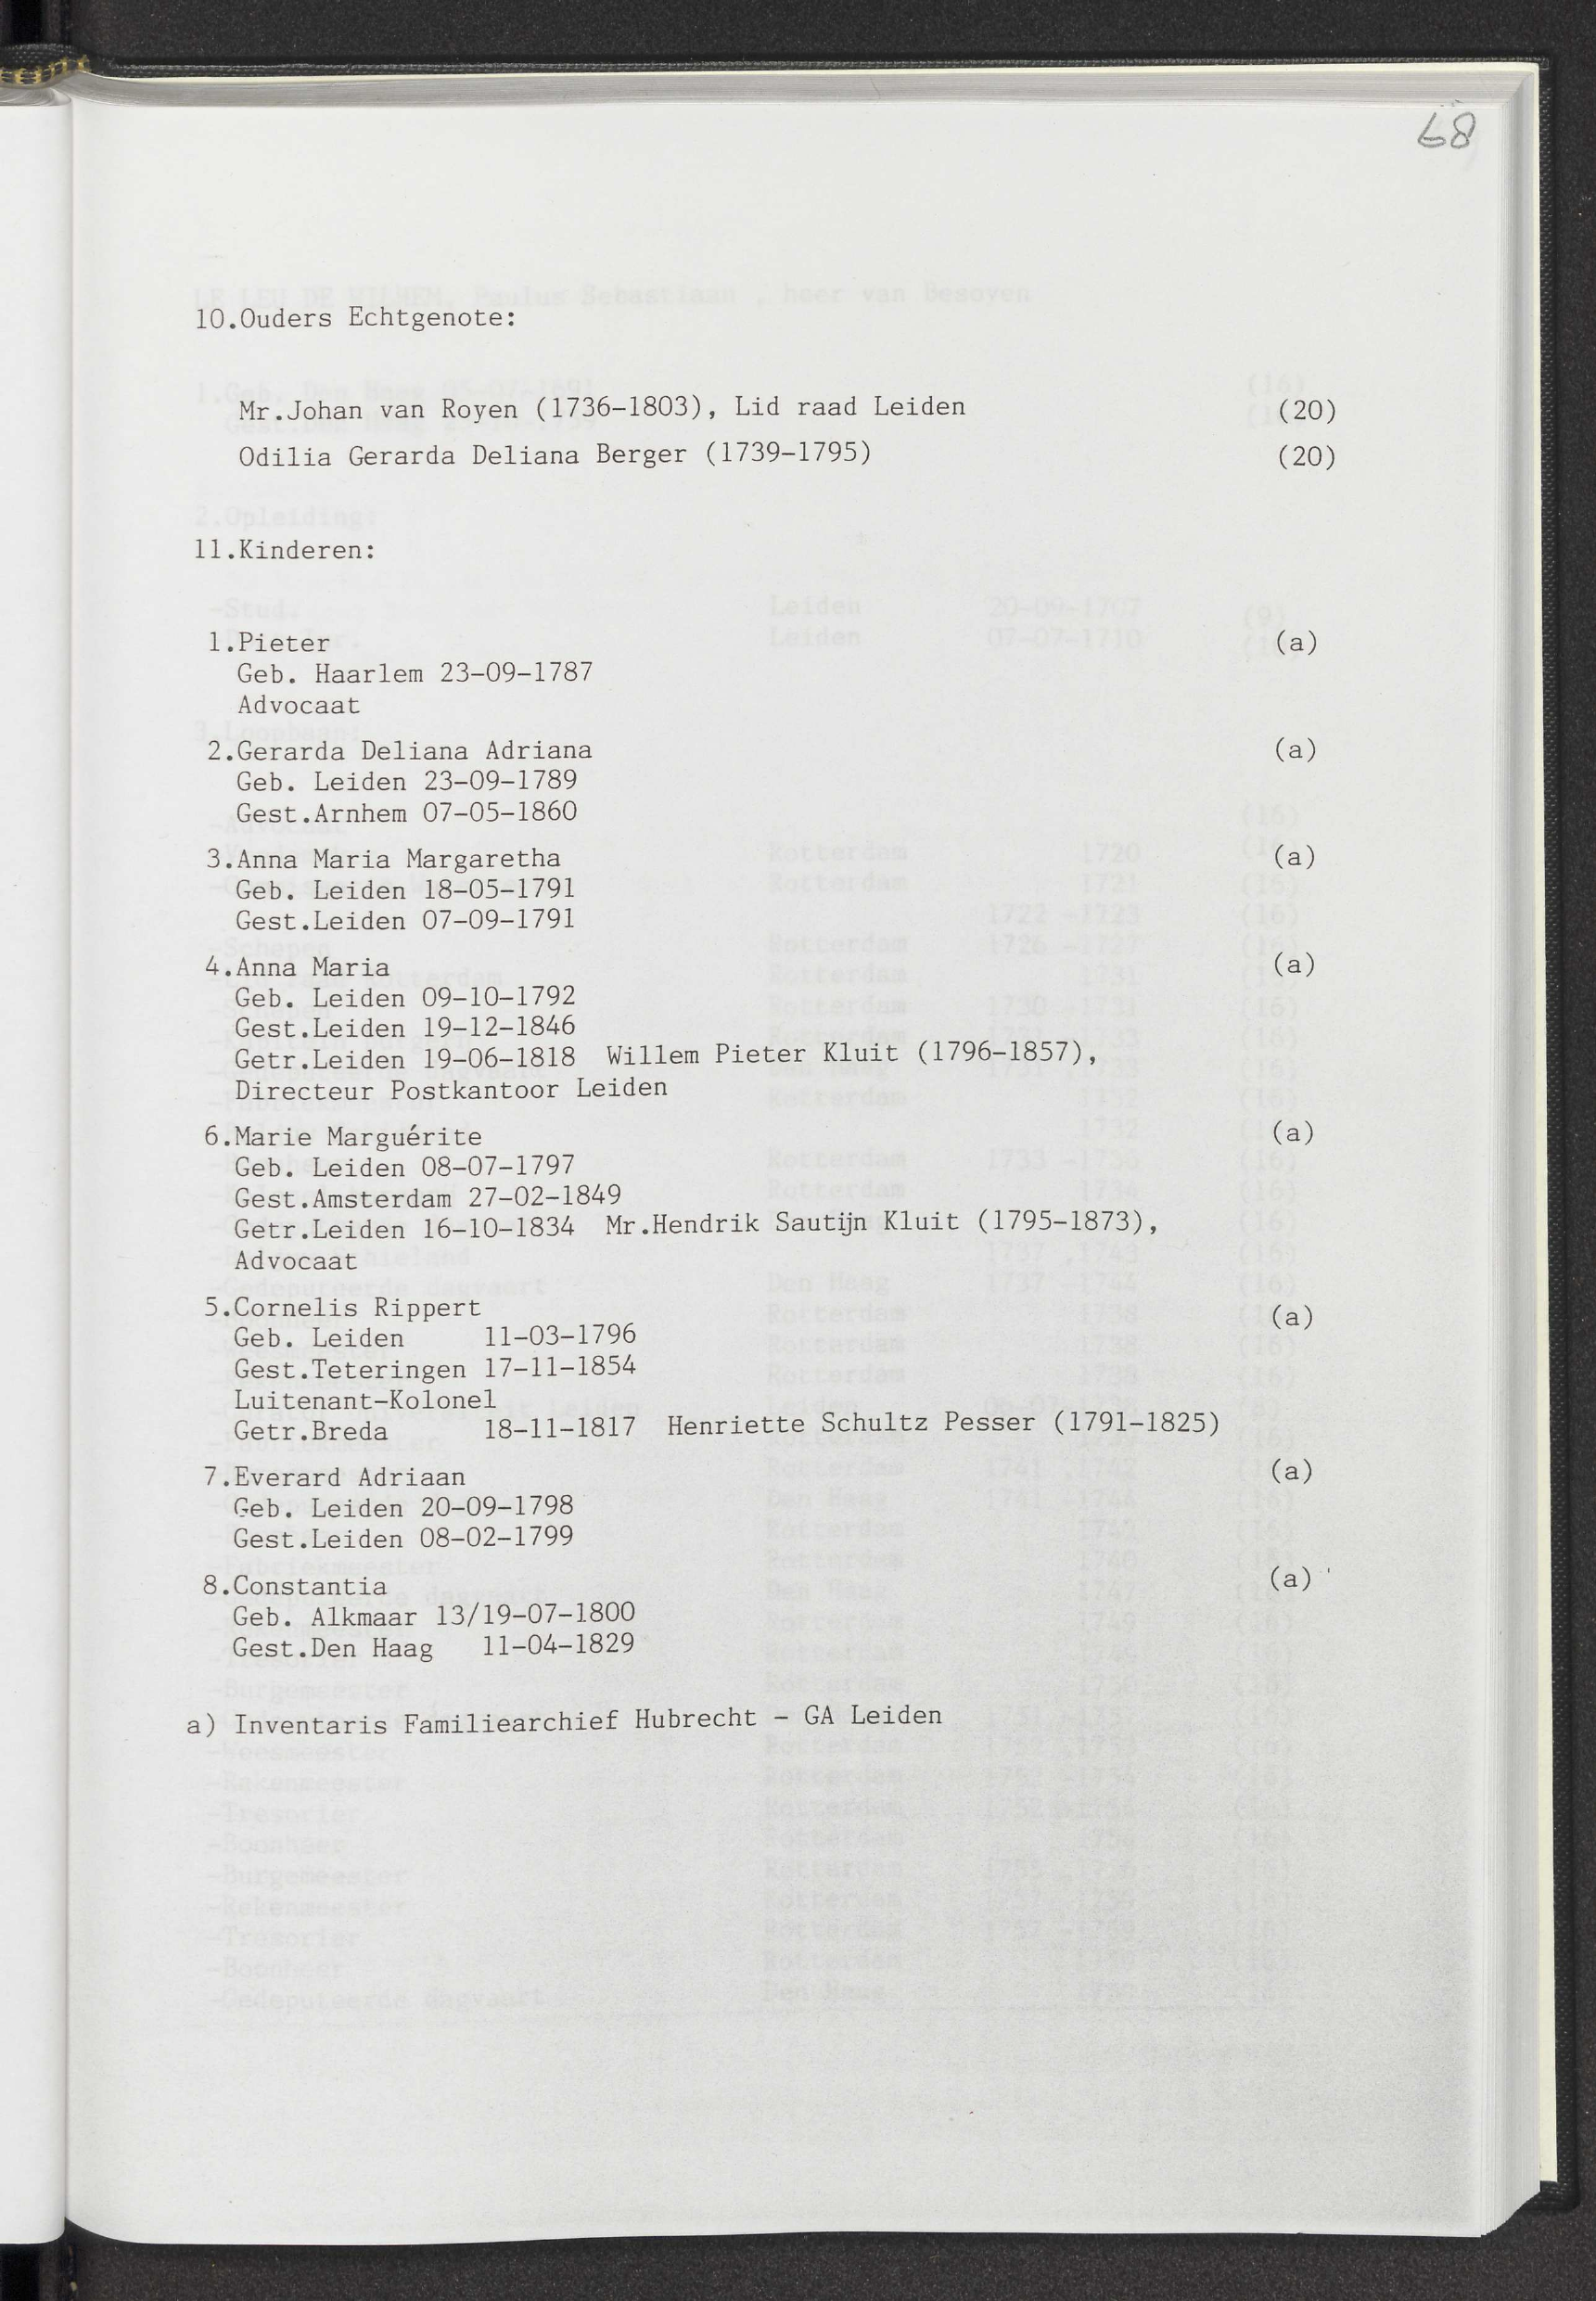 68
10.Ouders Echtgenote:
Mr.Johan van Royen (1736-1803), Lid raad Leiden (20)
Odilia Gerarda Deliana Berger (1739-1795) (20)
11.Kinderen:
1.Pieter (a)
Geb. Haarlem 23-09-1787
Advocaat
2.Gerarda Deliana Adriana (a)
Geb. Leiden 23-09-1789
Gest.Arnhem 07-05-1860
3.Anna Maria Margaretha (a)
Geb. Leiden 18-05-1791
Gest.Leiden 07-09-1791
4.Anna Maria (a)
Geb. Leiden 09-10-1792
Gest.Leiden 19-12-1846
Getr.Leiden 19-06-1818 Willem Pieter Kluit (1796-1857),
Directeur Postkantoor Leiden
6.Marie Marguérite (a)
Geb. Leiden 08-07-1797
Gest.Amsterdam 27-02-1849
Getr.Leiden 16-10-1834 Mr.Hendrik Sautijn Kluit (1795-1873),
Advocaat
5.Cornelis Rippert (a)
Geb. Leiden 11-03-1796
Gest.Teteringen 17-11-1854
Luitenant-Kolonel
Getr.Breda 18-11-1817 Henriette Schultz Pesser (1791-1825)
7.Everard Adriaan (a)
Geb. Leiden 20-09-1798
Gest.Leiden 08-02-1799
8.Constantia (a)
Geb. Alkmaar 13/19-07-1800
Gest.Den Haag 11-04-1829
a) Inventaris Familiearchief Hubrecht - GA Leiden